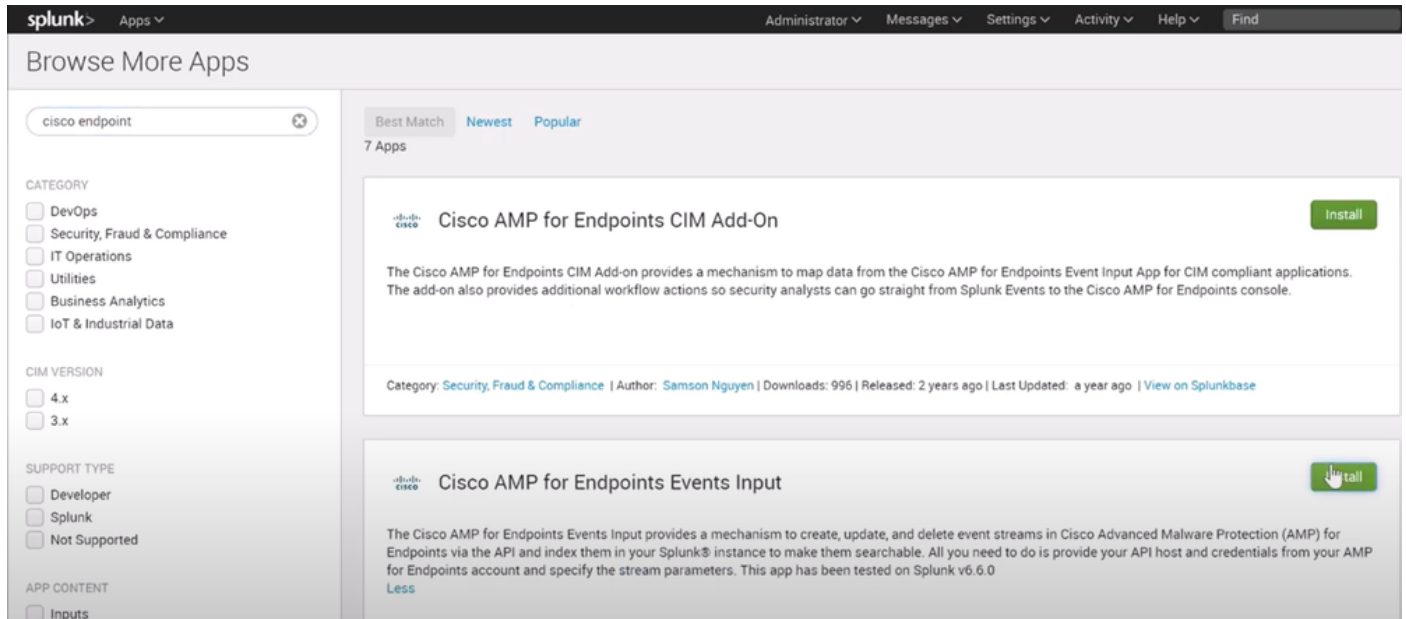 splunk> Apps Administrator Messages Settings Activity Help Find
Browse More Apps
cisco endpoint
CATEGORY
DevOps
Security, Fraud & Compliance
IT Operations
Utilities
Business Analytics
IoT & Industrial Data
CIM VERSION
4.x
3.x
SUPPORT TYPE
Developer
Splunk
Not Supported
APP CONTENT
Inputs
Best Match Newest Popular
7 Apps
cisco Cisco AMP for Endpoints CIM Add-On Install
The Cisco AMP for Endpoints CIM Add-on provides a mechanism to map data from the Cisco AMP for Endpoints Event Input App for CIM compliant applications.
The add-on also provides additional workflow actions so security analysts can go straight from Splunk Events to the Cisco AMP for Endpoints console.
Category: Security, Fraud & Compliance | Author: Samson Nguyen | Downloads: 996 | Released: 2 years ago | Last Updated: a year ago | View on Splunkbase
cisco Cisco AMP for Endpoints Events Input
The Cisco AMP for Endpoints Events Input provides a mechanism to create, update, and delete event streams in Cisco Advanced Malware Protection (AMP) for
Endpoints via the API and index them in your Splunk® instance to make them searchable. All you need to do is provide your API host and credentials from your AMP
for Endpoints account and specify the stream parameters. This app has been tested on Splunk v6.6.0
Less